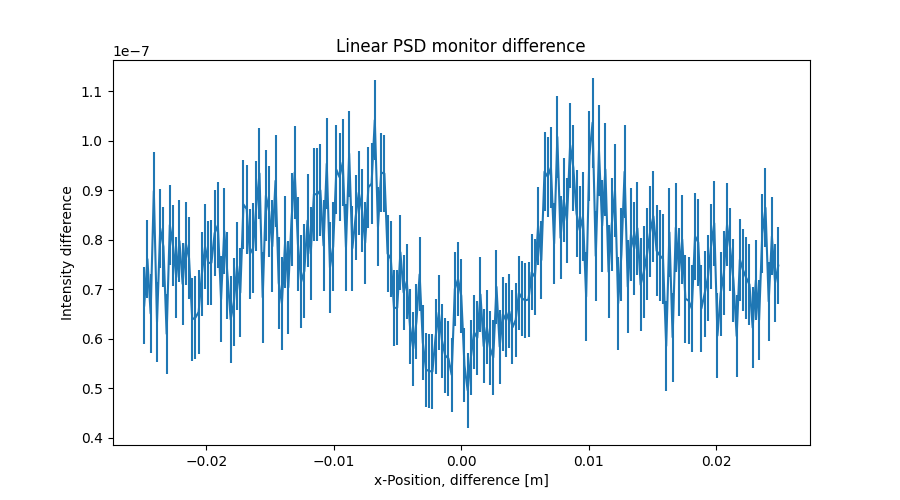 Linear PSD monitor difference
1e−7
1.1
1.0
0.9
0.8
0.7
0.6
0.5
0.4
Intensity difference
−0.02 −0.01 0.00 0.01 0.02
x-Position, difference [m]